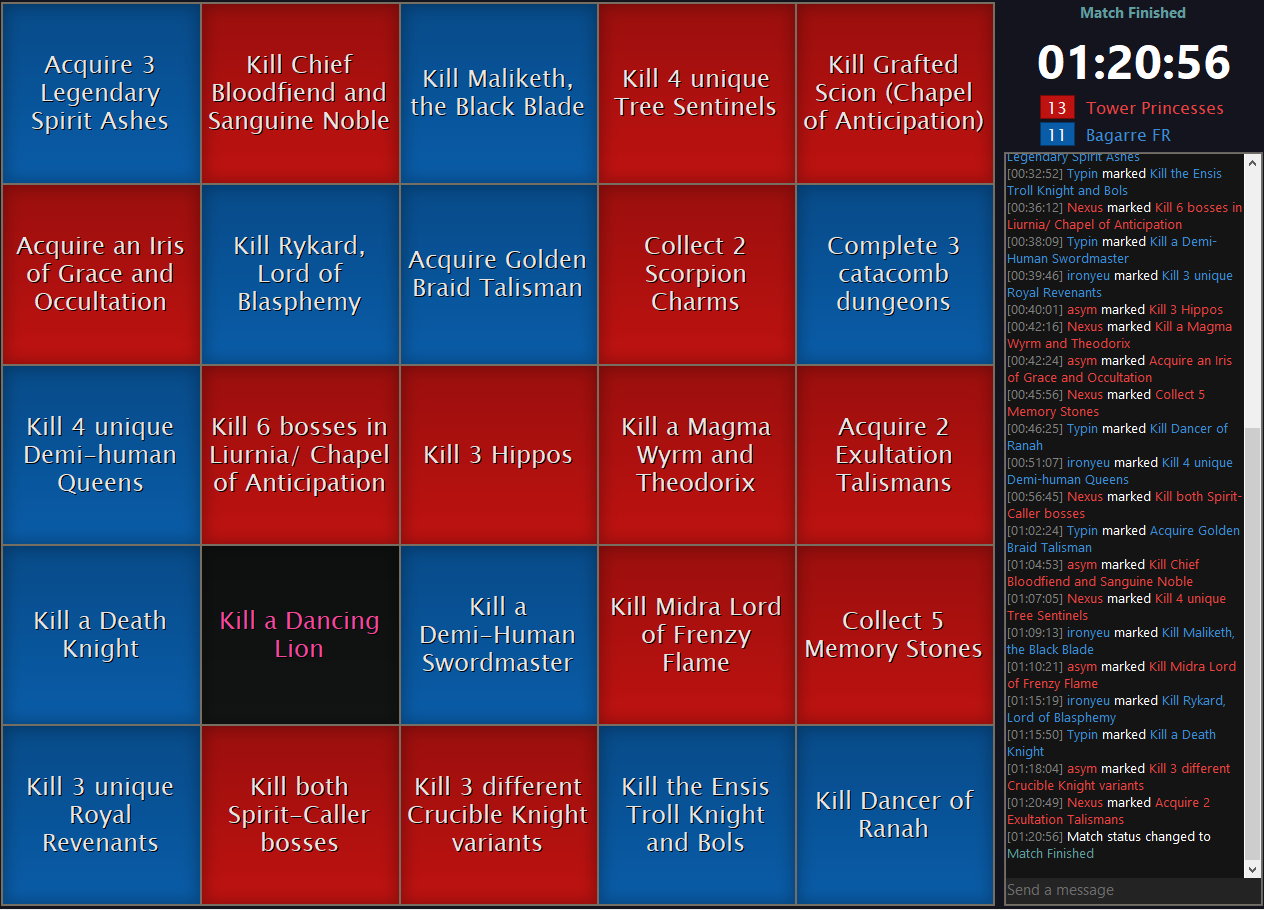 Acquire 3
Legendary
Spirit Ashes
Kill Chief
Bloodfiend and
Sanguine Noble
Kill Maliketh,
the Black Blade
Kill 4 unique
Tree Sentinels
Kill Grafted
Scion (Chapel
of Anticipation)
Acquire an Iris
of Grace and
Occultation
Kill Rykard,
Lord of
Blasphemy
Acquire Golden
Braid Talisman
Collect 2
Scorpion
Charms
Complete 3
catacomb
dungeons
Kill 4 unique
Demi-human
Queens
Kill 6 bosses in
Liurnia/ Chapel
of Anticipation
Kill 3 Hippos
Kill a Magma
Wyrm and
Theodorix
Acquire 2
Exultation
Talismans
Kill a Death
Knight
Kill a Dancing
Lion
Kill a
Demi-Human
Swordmaster
Kill Midra Lord
of Frenzy
Flame
Collect 5
Memory Stones
Kill 3 unique
Royal
Revenants
Kill both
Spirit-Caller
bosses
Kill 3 different
Crucible Knight
variants
Kill the Ensis
Troll Knight
and Bols
Kill Dancer of
Ranah
Match Finished
01:20:56
13 Tower Princesses
11 Bagarre FR
Legendary Spirit Ashes
[00:32:52] Typin marked Kill the Ensis
Troll Knight and Bols
[00:36:12] Nexus marked Kill 6 bosses in
Liurnia/ Chapel of Anticipation
[00:38:09] Typin marked Kill a Demi-
Human Swordmaster
[00:39:46] ironyeu marked Kill 3 unique
Royal Revenants
[00:40:01] asym marked Kill 3 Hippos
[00:42:16] Nexus marked Kill a Magma
Wyrm and Theodorix
[00:42:24] asym marked Acquire an Iris
of Grace and Occultation
[00:45:56] Nexus marked Collect 5
Memory Stones
[00:46:25] Typin marked Kill Dancer of
Ranah
[00:51:07] ironyeu marked Kill 4 unique
Demi-human Queens
[00:56:45] Nexus marked Kill both Spirit-
Caller bosses
[01:02:24] Typin marked Acquire Golden
Braid Talisman
[01:04:53] asym marked Kill Chief
Bloodfiend and Sanguine Noble
[01:07:05] Nexus marked Kill 4 unique
Tree Sentinels
[01:09:13] ironyeu marked Kill Maliketh,
the Black Blade
[01:10:21] asym marked Kill Midra Lord
of Frenzy Flame
[01:15:19] ironyeu marked Kill Rykard,
Lord of Blasphemy
[01:15:50] Typin marked Kill a Death
Knight
[01:18:04] asym marked Kill 3 different
Crucible Knight variants
[01:20:49] Nexus marked Acquire 2
Exultation Talismans
[01:20:56] Match status changed to
Match Finished
Send a message